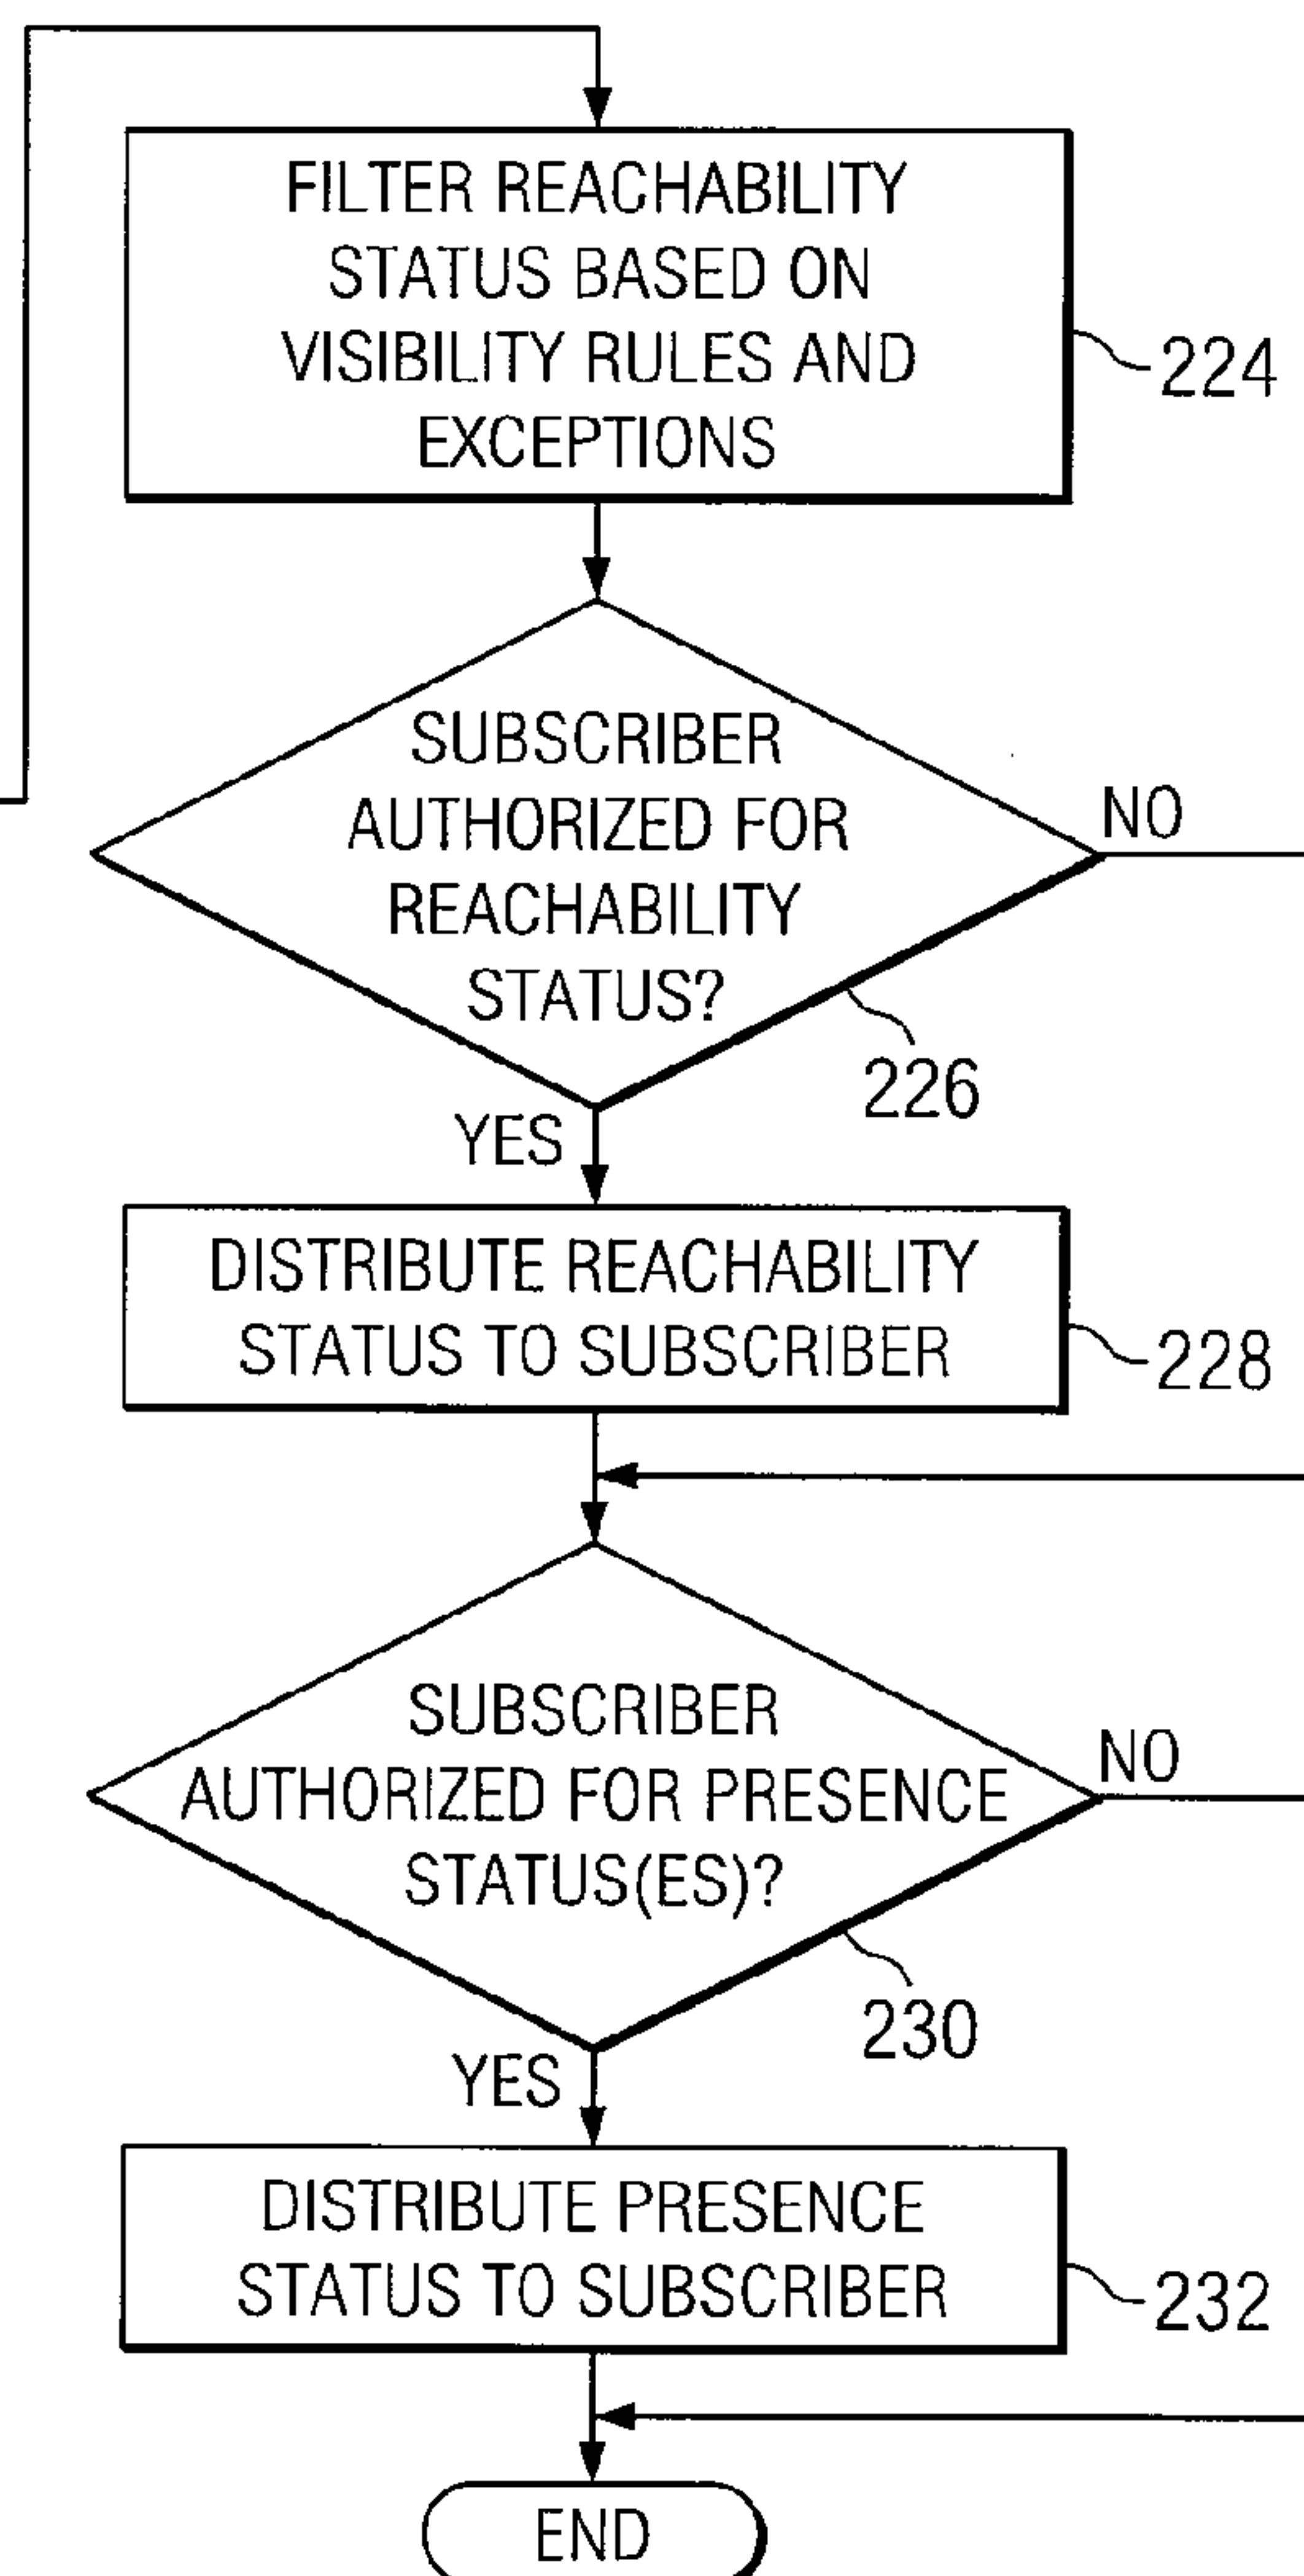 FILTER REACHABILITY
STATUS BASED ON
VISIBILITY RULES AND
EXCEPTIONS
224
SUBSCRIBER
AUTHORIZED FOR
REACHABILITY
STATUS?
NO
226
YES
DISTRIBUTE REACHABILITY
STATUS TO SUBSCRIBER
228
SUBSCRIBER
AUTHORIZED FOR PRESENCE
STATUS(ES)?
NO
230
YES
DISTRIBUTE PRESENCE
STATUS TO SUBSCRIBER
232
END